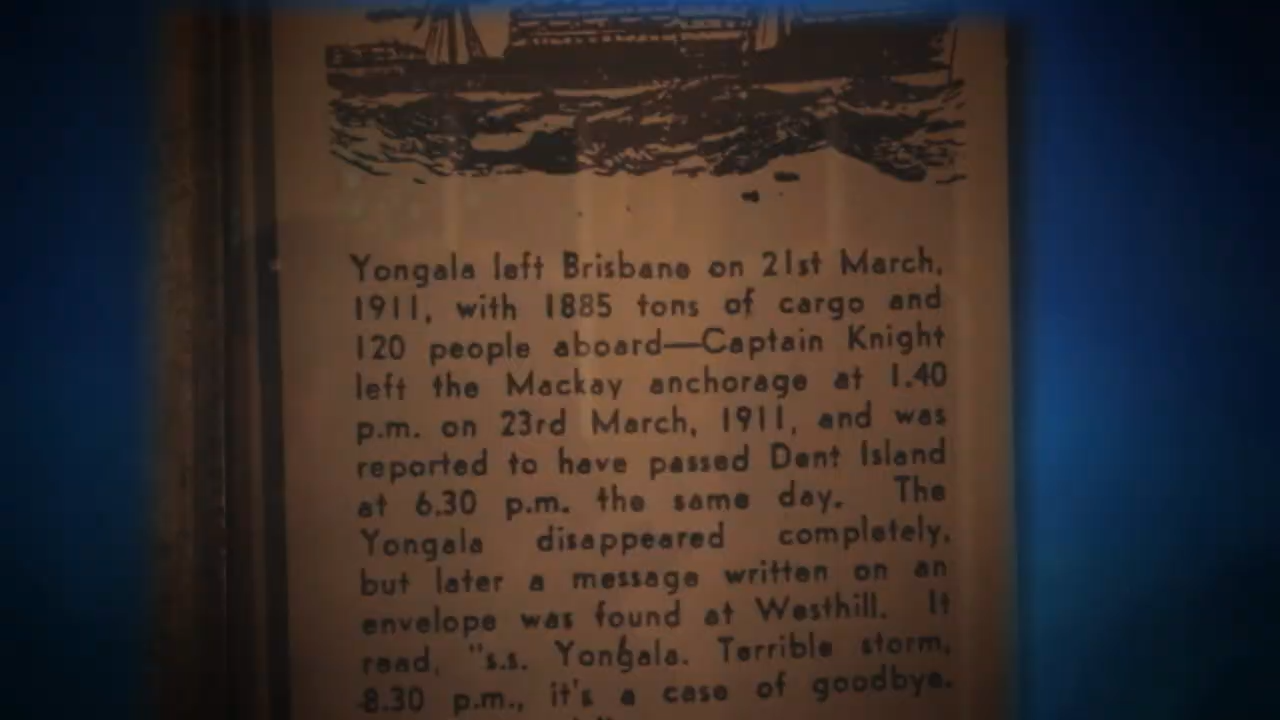 Yongala left Brisbane on 21st March,
1911, with 1885 tons of cargo and
120 people aboard—Captain Knight
left the Mackay anchorage at 1.40
p.m. on 23rd March, 1911, and was
reported to have passed Dent Island
at 6.30 p.m. the same day. The
Yongala disappeared completely,
but later a message written on an
envelope was found at Westhill. It
read, "s.s. Yongala. Terrible storm,
8.30 p.m., it's a case of goodbye.